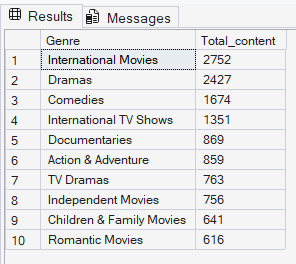 Results Messages
Genre Total_content
1 International Movies 2752
2 Dramas 2427
3 Comedies 1674
4 International TV Shows 1351
5 Documentaries 869
6 Action & Adventure 859
7 TV Dramas 763
8 Independent Movies 756
9 Children & Family Movies 641
10 Romantic Movies 616